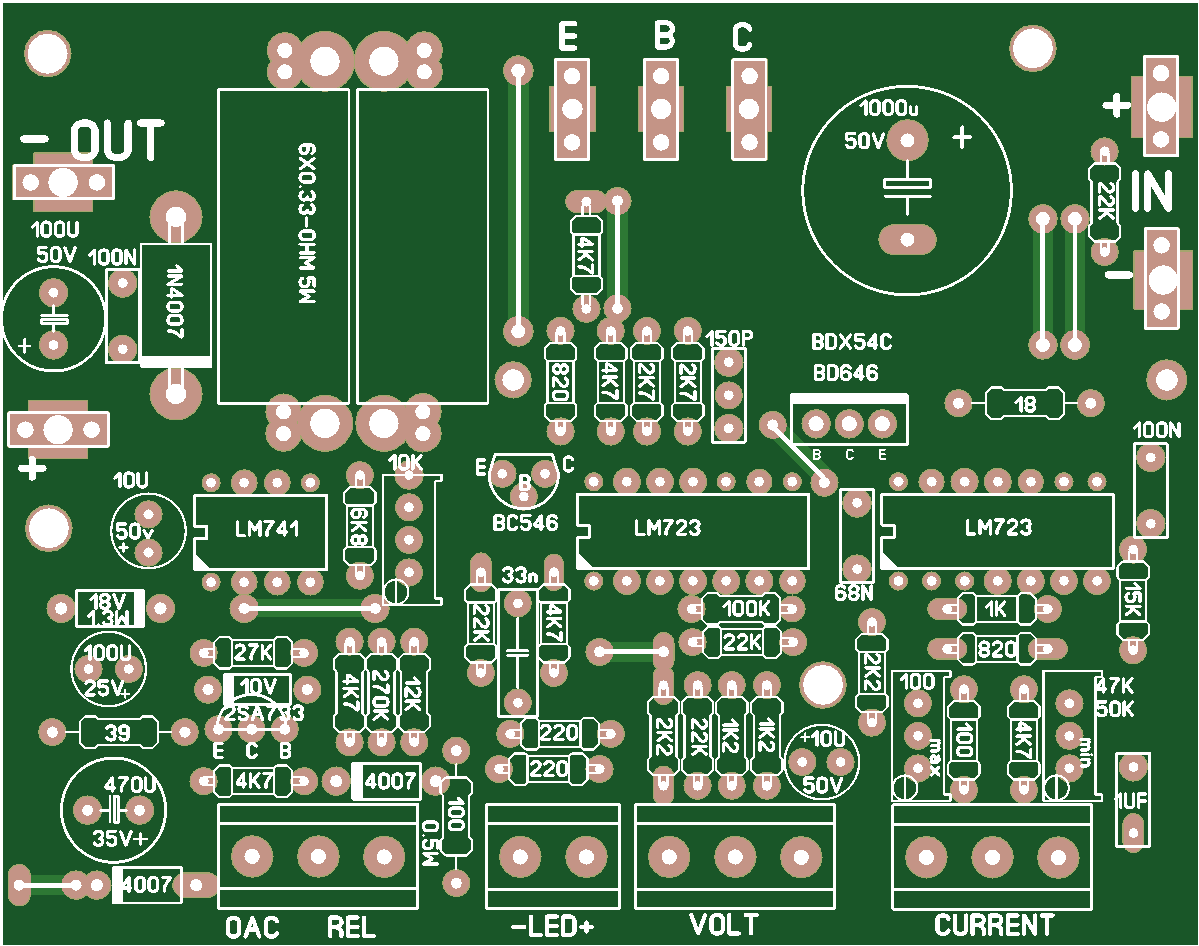 E B C
+
- OUT
1000u
50V +
IN
-
22K
100U
50V
100N
1N4007
+
6X0.33-OHM 5W
4K7
820
4K7
2K7
2K7
150P
BDX54C
BD646
B C E
18
100N
+
10U
50v
+
LM741
6K8
10K
E B C
BC546
LM723
68N
LM723
15K
18V
1.3W
100U
25V+
27K
10V
2SA733
E C B
39
4K7
270K
12K
22K
33n
4K7
100K
22K
2K2
1K
820
100
max
100
4K7
47K
50K
min
1UF
220
220
2K2
22K
1K2
1K2
+10U
50V
470U
35V+
4K7
4007
100
0.5W
4007
0AC REL -LED+ VOLT CURRENT